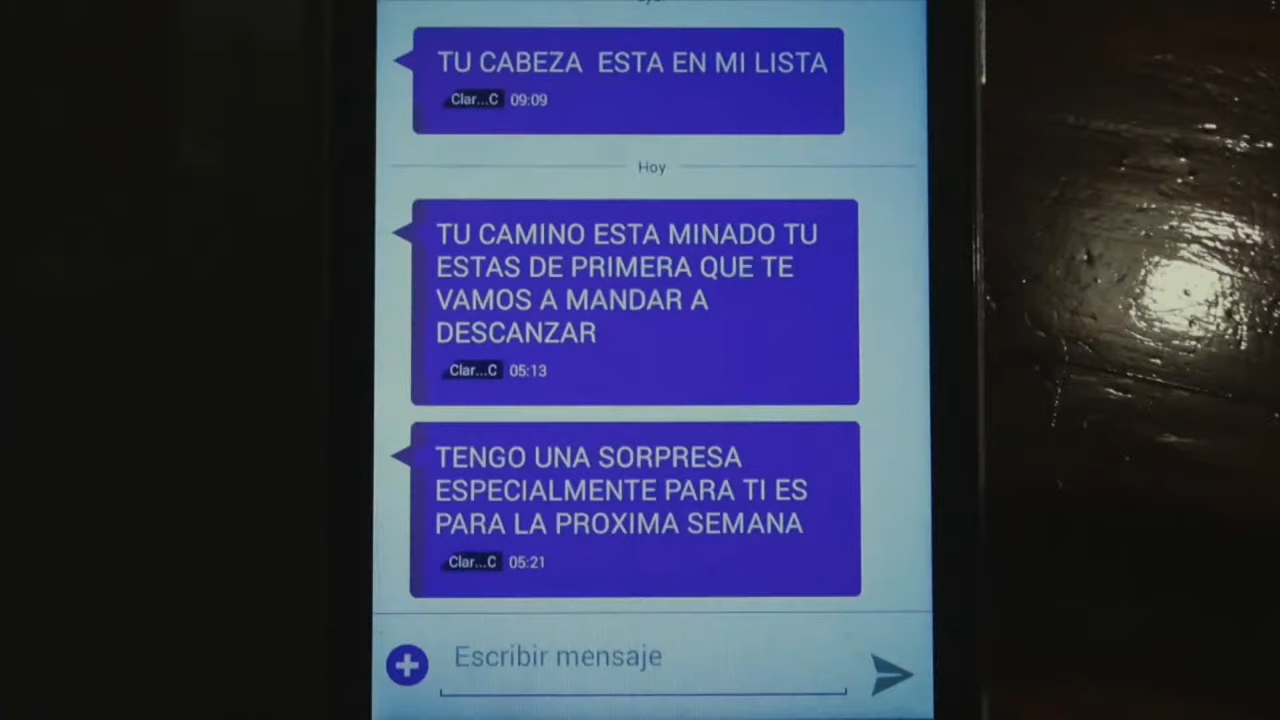 TU CABEZA ESTA EN MI LISTA
Clar...C 09:09
Hoy
TU CAMINO ESTA MINADO TU
ESTAS DE PRIMERA QUE TE
VAMOS A MANDAR A
DESCANZAR
Clar...C 05:13
TENGO UNA SORPRESA
ESPECIALMENTE PARA TI ES
PARA LA PROXIMA SEMANA
Clar...C 05:21
Escribir mensaje